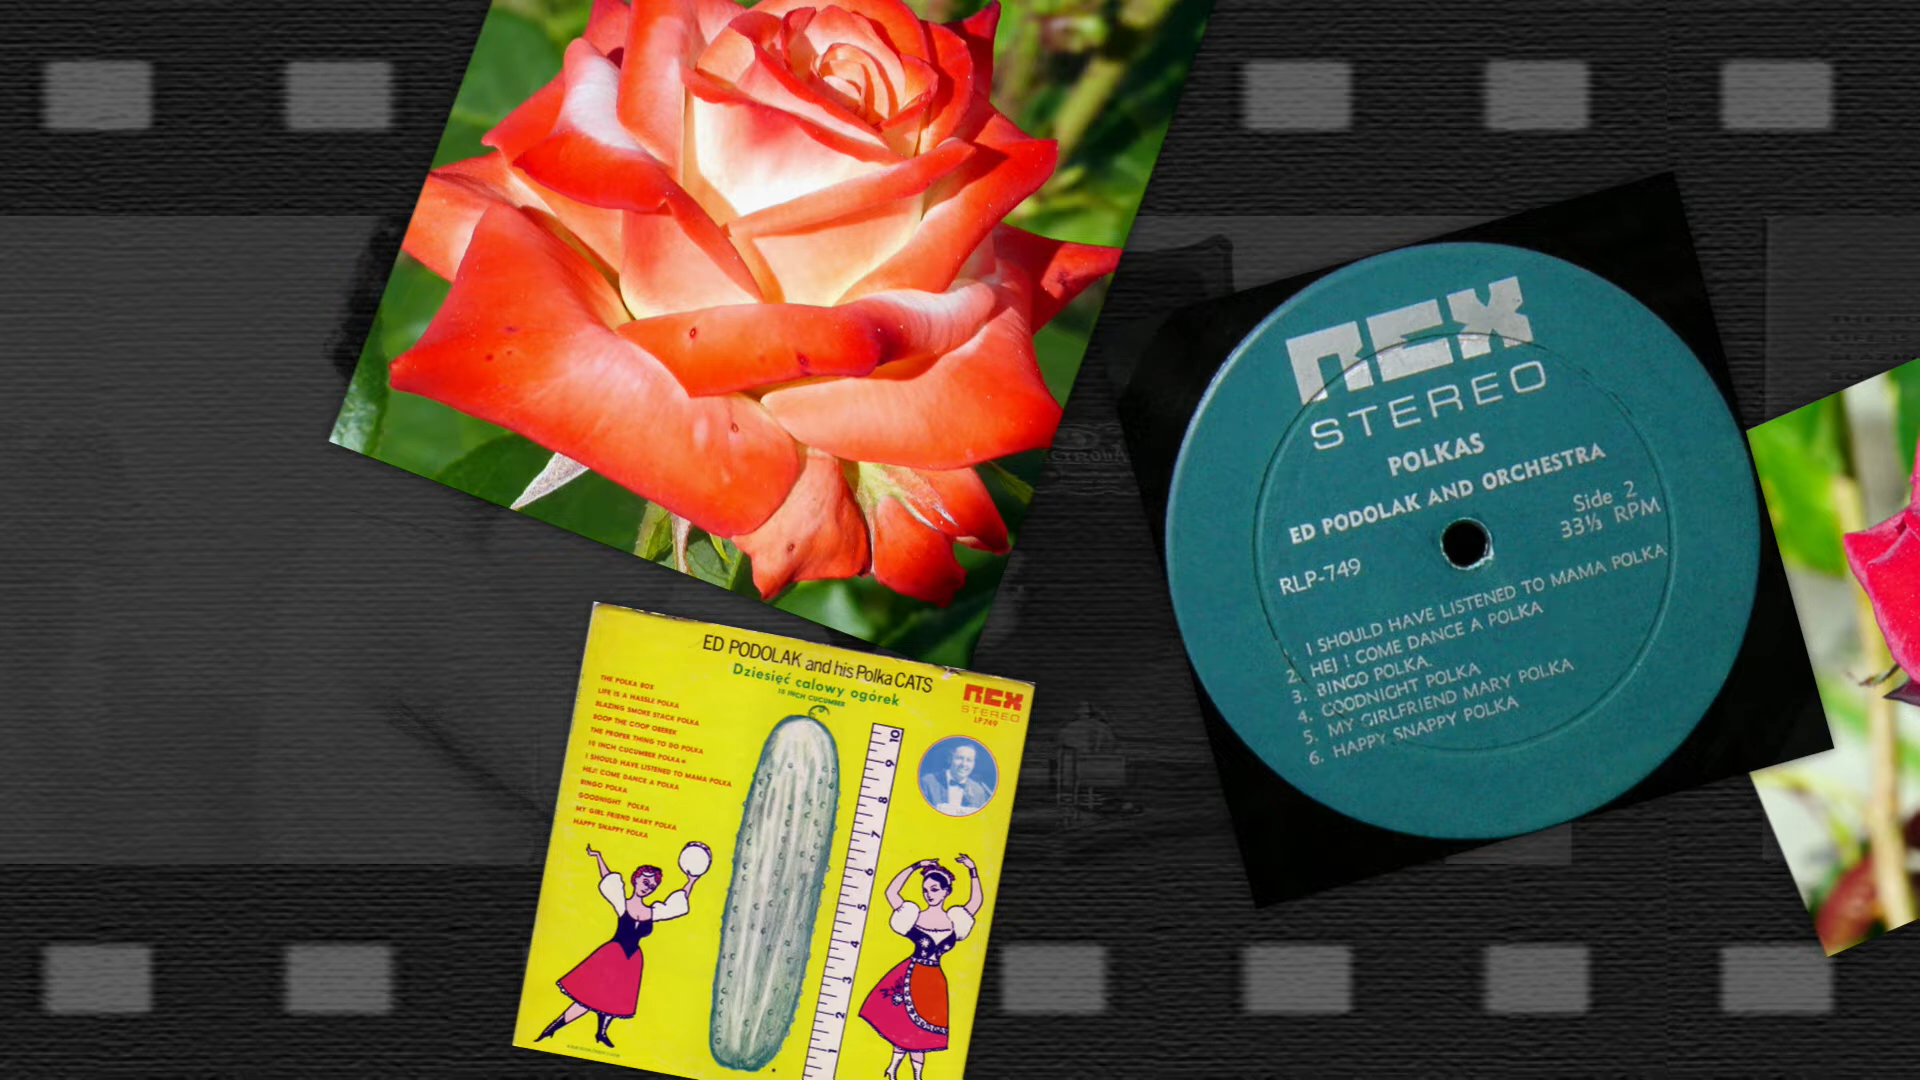 ED PODOLAK and his Polka CATS
Dziesięć calowy ogórek
10 INCH CUCUMBER
REX
STEREO
LP749
THE POLKA BOX
LIFE IS A HASSLE POLKA
BLAZING SMOKE STACK POLKA
BOOP THE COOP OBEREK
THE PROPER THING TO DO POLKA
10 INCH CUCUMBER POLKA
I SHOULD HAVE LISTENED TO MAMA POLKA
HEJ! COME DANCE A POLKA
BINGO POLKA
GOODNIGHT POLKA
MY GIRL FRIEND MARY POLKA
HAPPY SNAPPY POLKA
10
9
8
7
6
5
4
3
2
1
REX
STEREO
POLKAS
ED PODOLAK AND ORCHESTRA
Side 2
RLP-749 33⅓ RPM
1. I SHOULD HAVE LISTENED TO MAMA POLKA
2. HEJ ! COME DANCE A POLKA
3. BINGO POLKA.
4. GOODNIGHT POLKA
5. MY GIRLFRIEND MARY POLKA
6. HAPPY SNAPPY POLKA